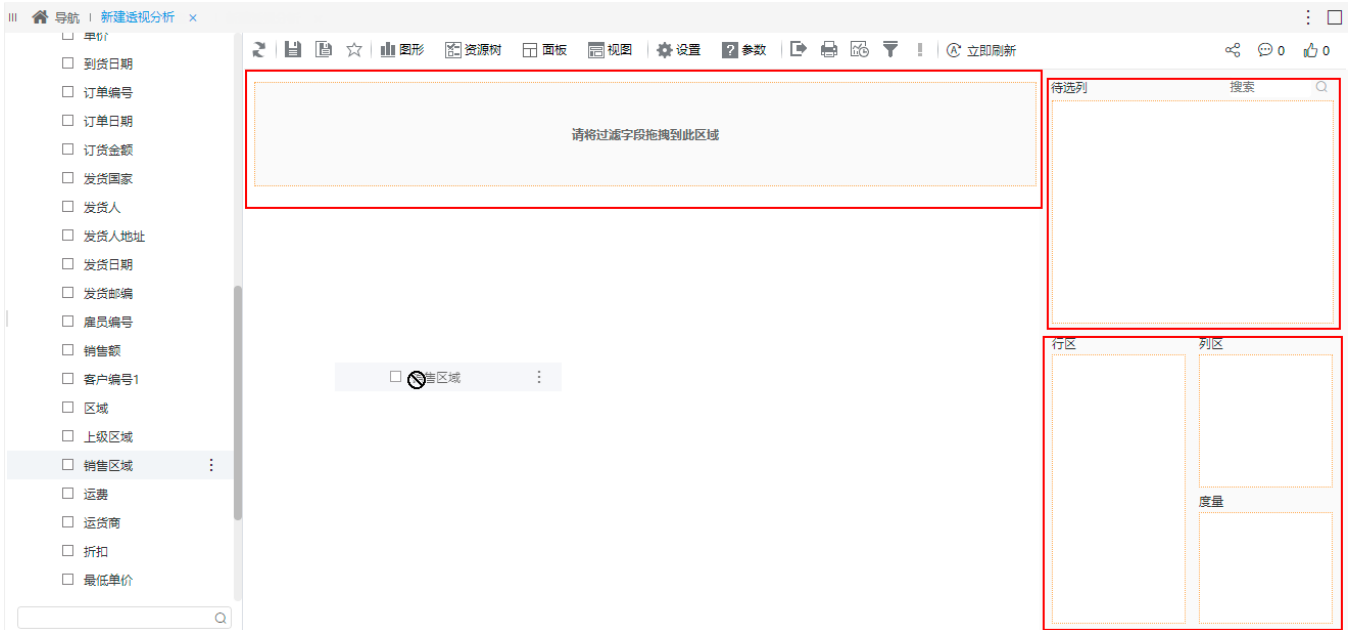 导航 新建透视分析 ×
图形 资源树 面板 视图 设置 参数 立即刷新 0 0
单价
到货日期
订单编号
订单日期
订货金额
发货国家
发货人
发货人地址
发货日期
发货邮编
雇员编号
销售额
客户编号1
区域
上级区域
销售区域
运费
运货商
折扣
最低单价
请将过滤字段拖拽到此区域
售区域
待选列 搜索
行区 列区
度量